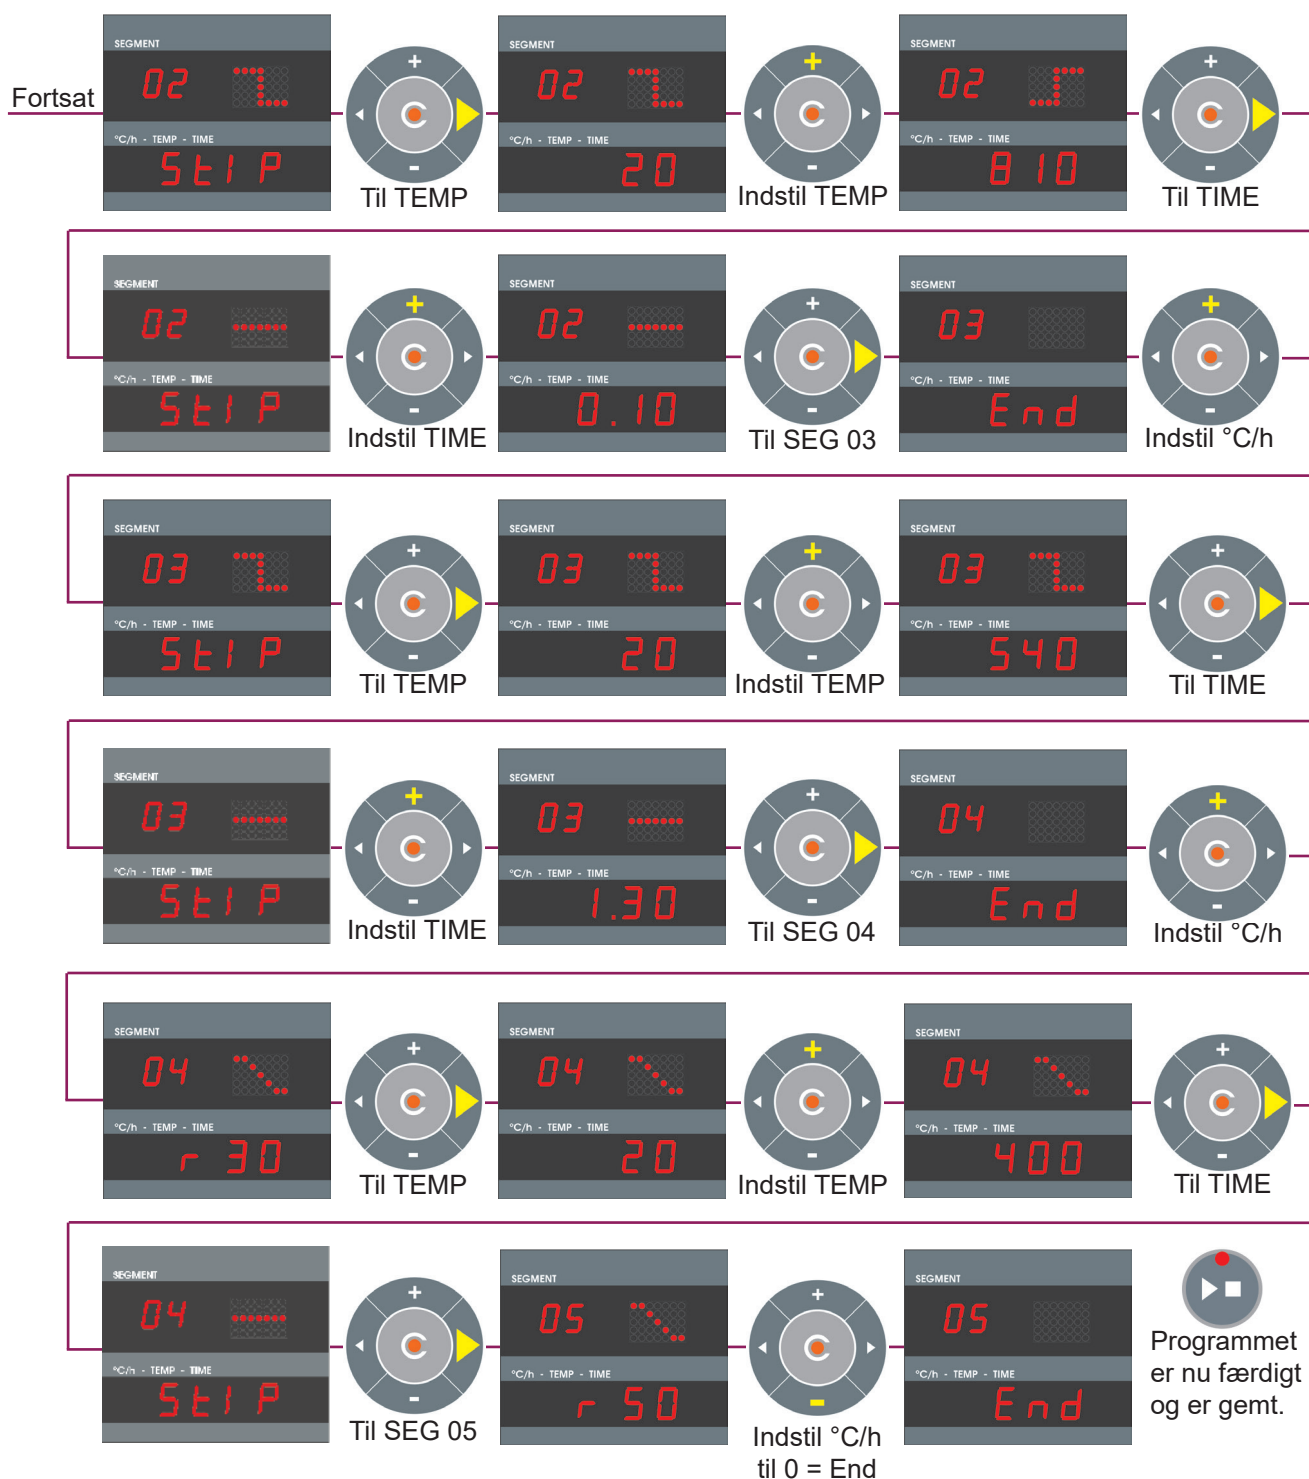 Fortsat
SEGMENT
02
°C/h - TEMP - TIME
StIP
C
+
-
Til TEMP
SEGMENT
02
°C/h - TEMP - TIME
20
C
+
-
Indstil TEMP
SEGMENT
02
°C/h - TEMP - TIME
810
C
+
-
Til TIME
SEGMENT
02
°C/h - TEMP - TIME
StIP
C
+
-
Indstil TIME
SEGMENT
02
°C/h - TEMP - TIME
0.10
C
+
-
Til SEG 03
SEGMENT
03
°C/h - TEMP - TIME
End
C
+
-
Indstil °C/h
SEGMENT
03
°C/h - TEMP - TIME
StIP
C
+
-
Til TEMP
SEGMENT
03
°C/h - TEMP - TIME
20
C
+
-
Indstil TEMP
SEGMENT
03
°C/h - TEMP - TIME
540
C
+
-
Til TIME
SEGMENT
03
°C/h - TEMP - TIME
StIP
C
+
-
Indstil TIME
SEGMENT
03
°C/h - TEMP - TIME
1.30
C
+
-
Til SEG 04
SEGMENT
04
°C/h - TEMP - TIME
End
C
+
-
Indstil °C/h
SEGMENT
04
°C/h - TEMP - TIME
r 30
C
+
-
Til TEMP
SEGMENT
04
°C/h - TEMP - TIME
20
C
+
-
Indstil TEMP
SEGMENT
04
°C/h - TEMP - TIME
400
C
+
-
Til TIME
SEGMENT
04
°C/h - TEMP - TIME
StIP
C
+
-
Til SEG 05
SEGMENT
05
°C/h - TEMP - TIME
r 50
C
+
-
Indstil °C/h
til 0 = End
SEGMENT
05
°C/h - TEMP - TIME
End
Programmet
er nu færdigt
og er gemt.